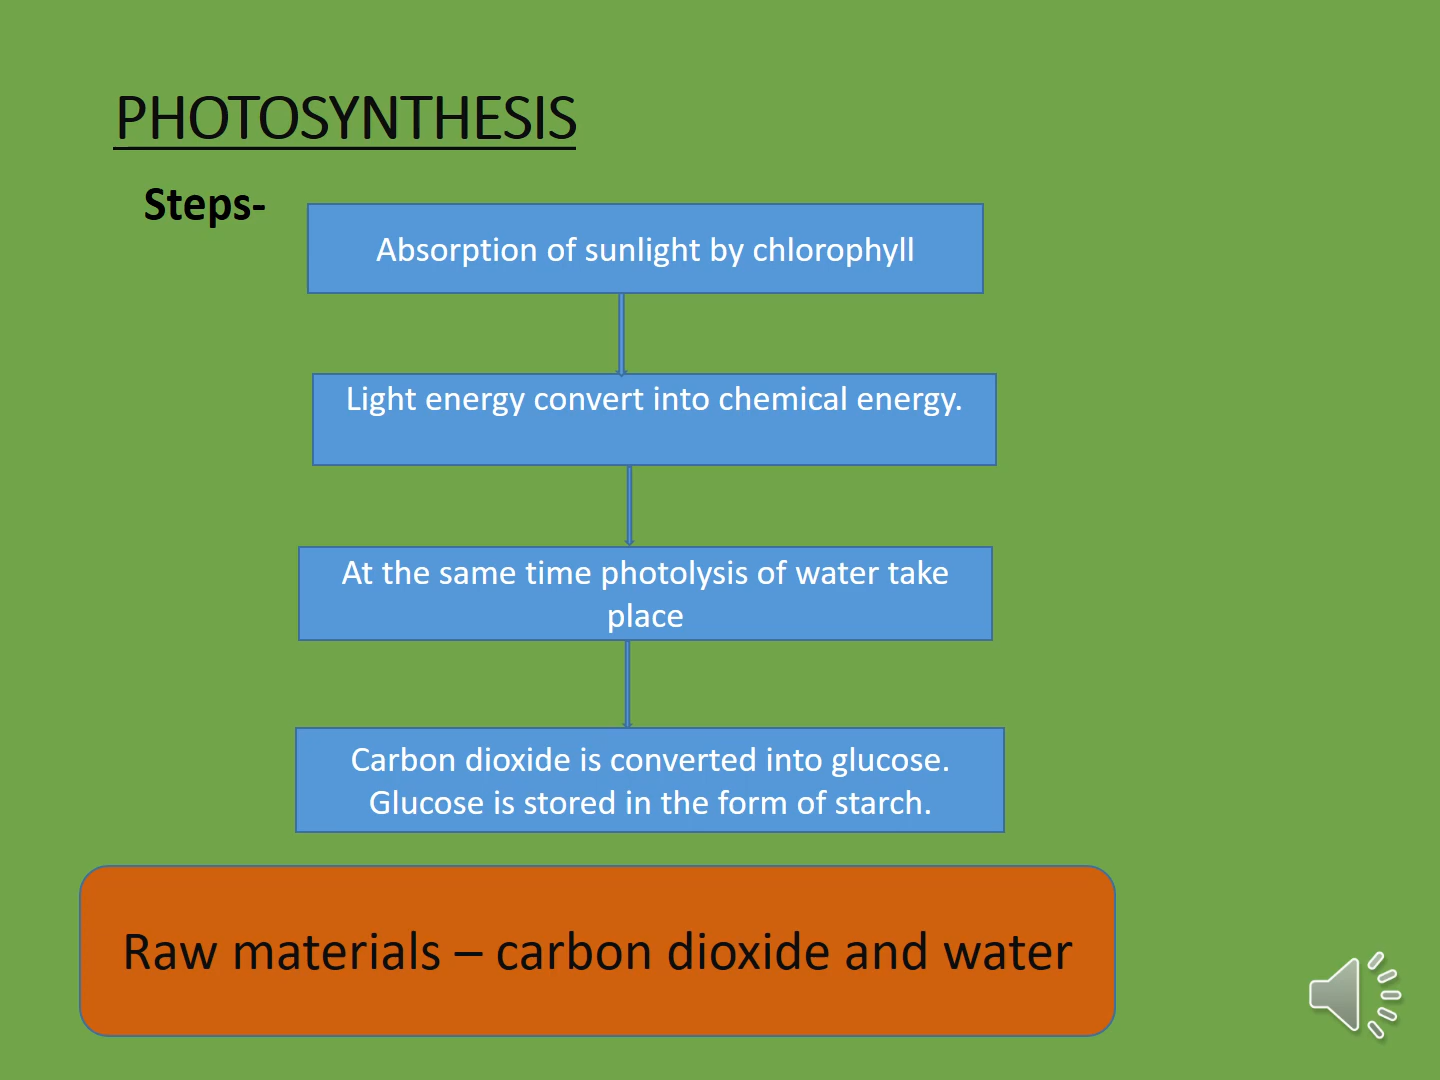 PHOTOSYNTHESIS
Steps-
Absorption of sunlight by chlorophyll
Light energy convert into chemical energy.
At the same time photolysis of water take
place
Carbon dioxide is converted into glucose.
Glucose is stored in the form of starch.
Raw materials – carbon dioxide and water